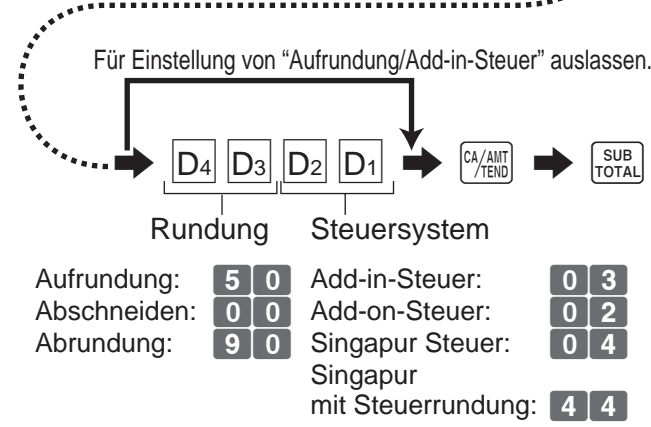 Für Einstellung von “Aufrundung/Add-in-Steuer” auslassen.
D4 D3 D2 D1 CA/AMT /TEND SUB TOTAL
Rundung Steuersystem
Aufrundung: 5 0 Add-in-Steuer: 0 3
Abschneiden: 0 0 Add-on-Steuer: 0 2
Abrundung: 9 0 Singapur Steuer: 0 4
Singapur
mit Steuerrundung: 4 4